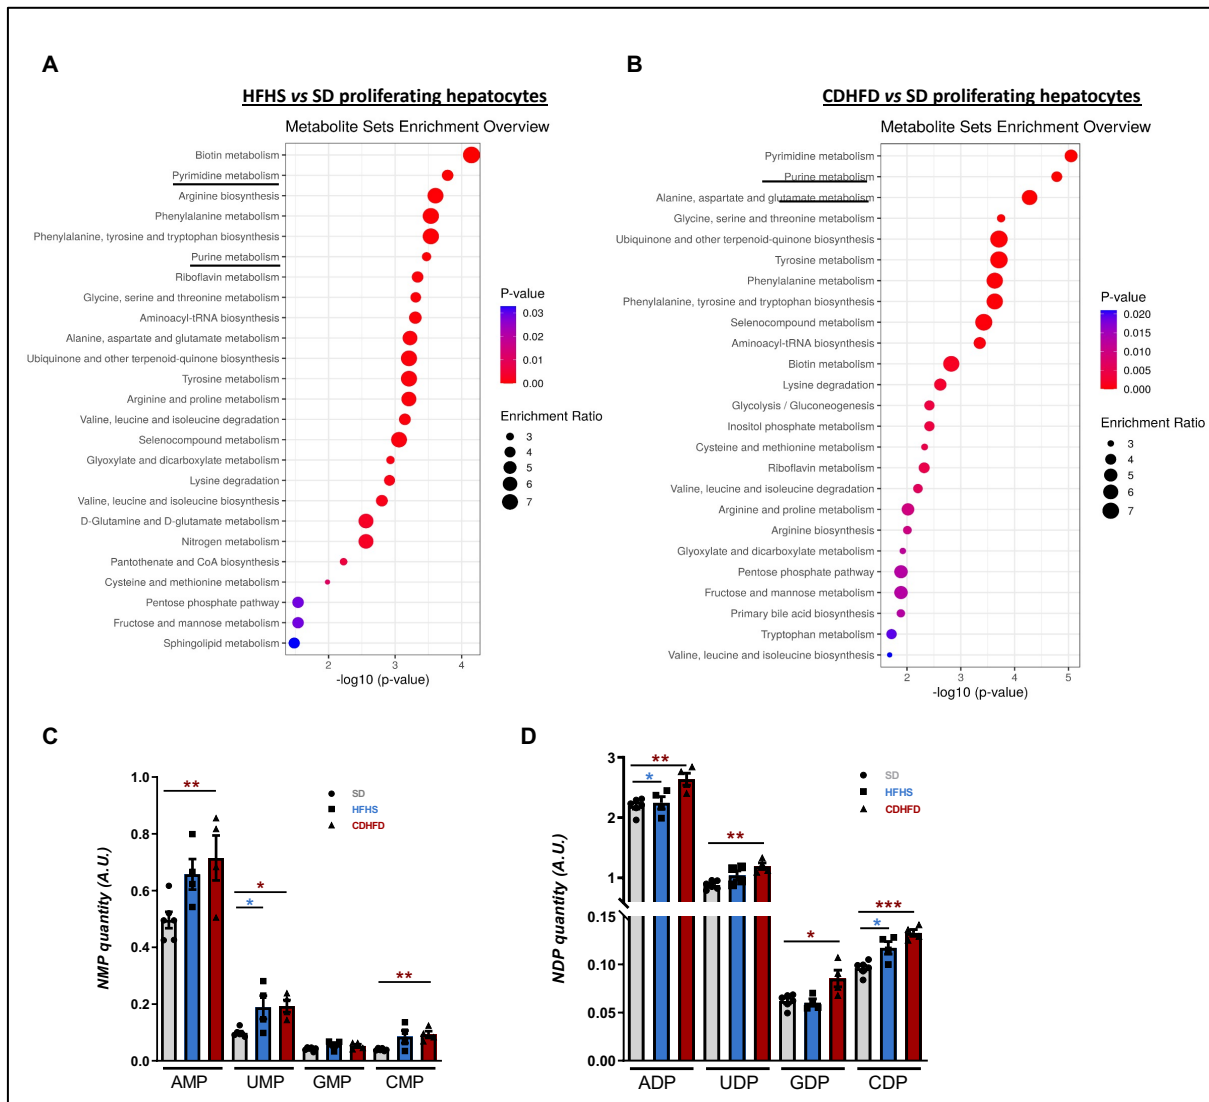 A
HFHS vs SD proliferating hepatocytes
Metabolite Sets Enrichment Overview
Biotin metabolism
Pyrimidine metabolism
Arginine biosynthesis
Phenylalanine metabolism
Phenylalanine, tyrosine and tryptophan biosynthesis
Purine metabolism
Riboflavin metabolism
Glycine, serine and threonine metabolism
Aminoacyl-tRNA biosynthesis
Alanine, aspartate and glutamate metabolism
Ubiquinone and other terpenoid-quinone biosynthesis
Tyrosine metabolism
Arginine and proline metabolism
Valine, leucine and isoleucine degradation
Selenocompound metabolism
Glyoxylate and dicarboxylate metabolism
Lysine degradation
Valine, leucine and isoleucine biosynthesis
D-Glutamine and D-glutamate metabolism
Nitrogen metabolism
Pantothenate and CoA biosynthesis
Cysteine and methionine metabolism
Pentose phosphate pathway
Fructose and mannose metabolism
Sphingolipid metabolism
2 3 4
-log10 (p-value)
P-value
0.03
0.02
0.01
0.00
Enrichment Ratio
3
4
5
6
7
B
CDHFD vs SD proliferating hepatocytes
Metabolite Sets Enrichment Overview
Pyrimidine metabolism
Purine metabolism
Alanine, aspartate and glutamate metabolism
Glycine, serine and threonine metabolism
Ubiquinone and other terpenoid-quinone biosynthesis
Tyrosine metabolism
Phenylalanine metabolism
Phenylalanine, tyrosine and tryptophan biosynthesis
Selenocompound metabolism
Aminoacyl-tRNA biosynthesis
Biotin metabolism
Lysine degradation
Glycolysis / Gluconeogenesis
Inositol phosphate metabolism
Cysteine and methionine metabolism
Riboflavin metabolism
Valine, leucine and isoleucine degradation
Arginine and proline metabolism
Arginine biosynthesis
Glyoxylate and dicarboxylate metabolism
Pentose phosphate pathway
Fructose and mannose metabolism
Primary bile acid biosynthesis
Tryptophan metabolism
Valine, leucine and isoleucine biosynthesis
2 3 4 5
-log10 (p-value)
P-value
0.020
0.015
0.010
0.005
0.000
Enrichment Ratio
3
4
5
6
7
C
NMP quantity (A.U.)
1.0
0.8
0.6
0.4
0.2
0.0
**
*
*
**
SD
HFHS
CDHFD
AMP UMP GMP CMP
D
NDP quantity (A.U.)
3
2
1
0.15
0.10
0.05
0.00
**
*
**
*
***
*
SD
HFHS
CDHFD
ADP UDP GDP CDP